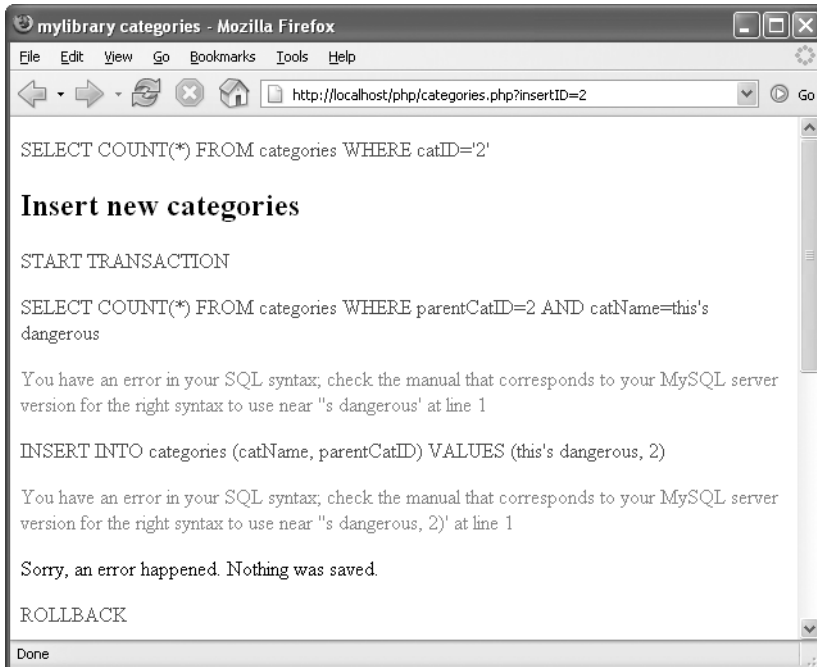 mylibrary categories - Mozilla Firefox
File Edit View Go Bookmarks Tools Help
http://localhost/php/categories.php?insertID=2 Go
SELECT COUNT(*) FROM categories WHERE catID='2'
Insert new categories
START TRANSACTION
SELECT COUNT(*) FROM categories WHERE parentCatID=2 AND catName=this's
dangerous
You have an error in your SQL syntax; check the manual that corresponds to your MySQL server
version for the right syntax to use near ''s dangerous' at line 1
INSERT INTO categories (catName, parentCatID) VALUES (this's dangerous, 2)
You have an error in your SQL syntax; check the manual that corresponds to your MySQL server
version for the right syntax to use near ''s dangerous, 2)' at line 1
Sorry, an error happened. Nothing was saved.
ROLLBACK
Done